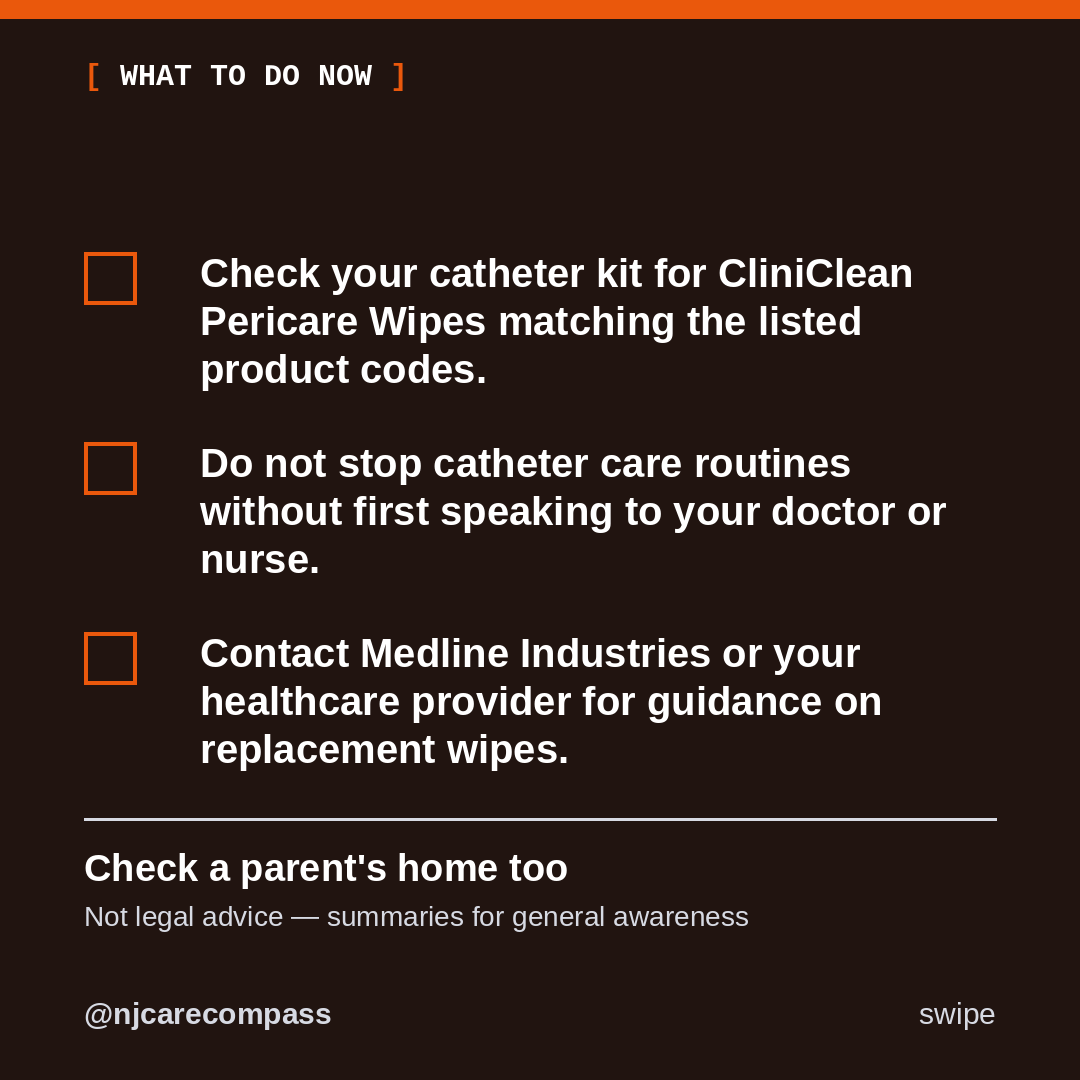 [ WHAT TO DO NOW ]
Check your catheter kit for CliniClean
Pericare Wipes matching the listed
product codes.
Do not stop catheter care routines
without first speaking to your doctor or
nurse.
Contact Medline Industries or your
healthcare provider for guidance on
replacement wipes.
Check a parent's home too
Not legal advice — summaries for general awareness
@njcarecompass
swipe